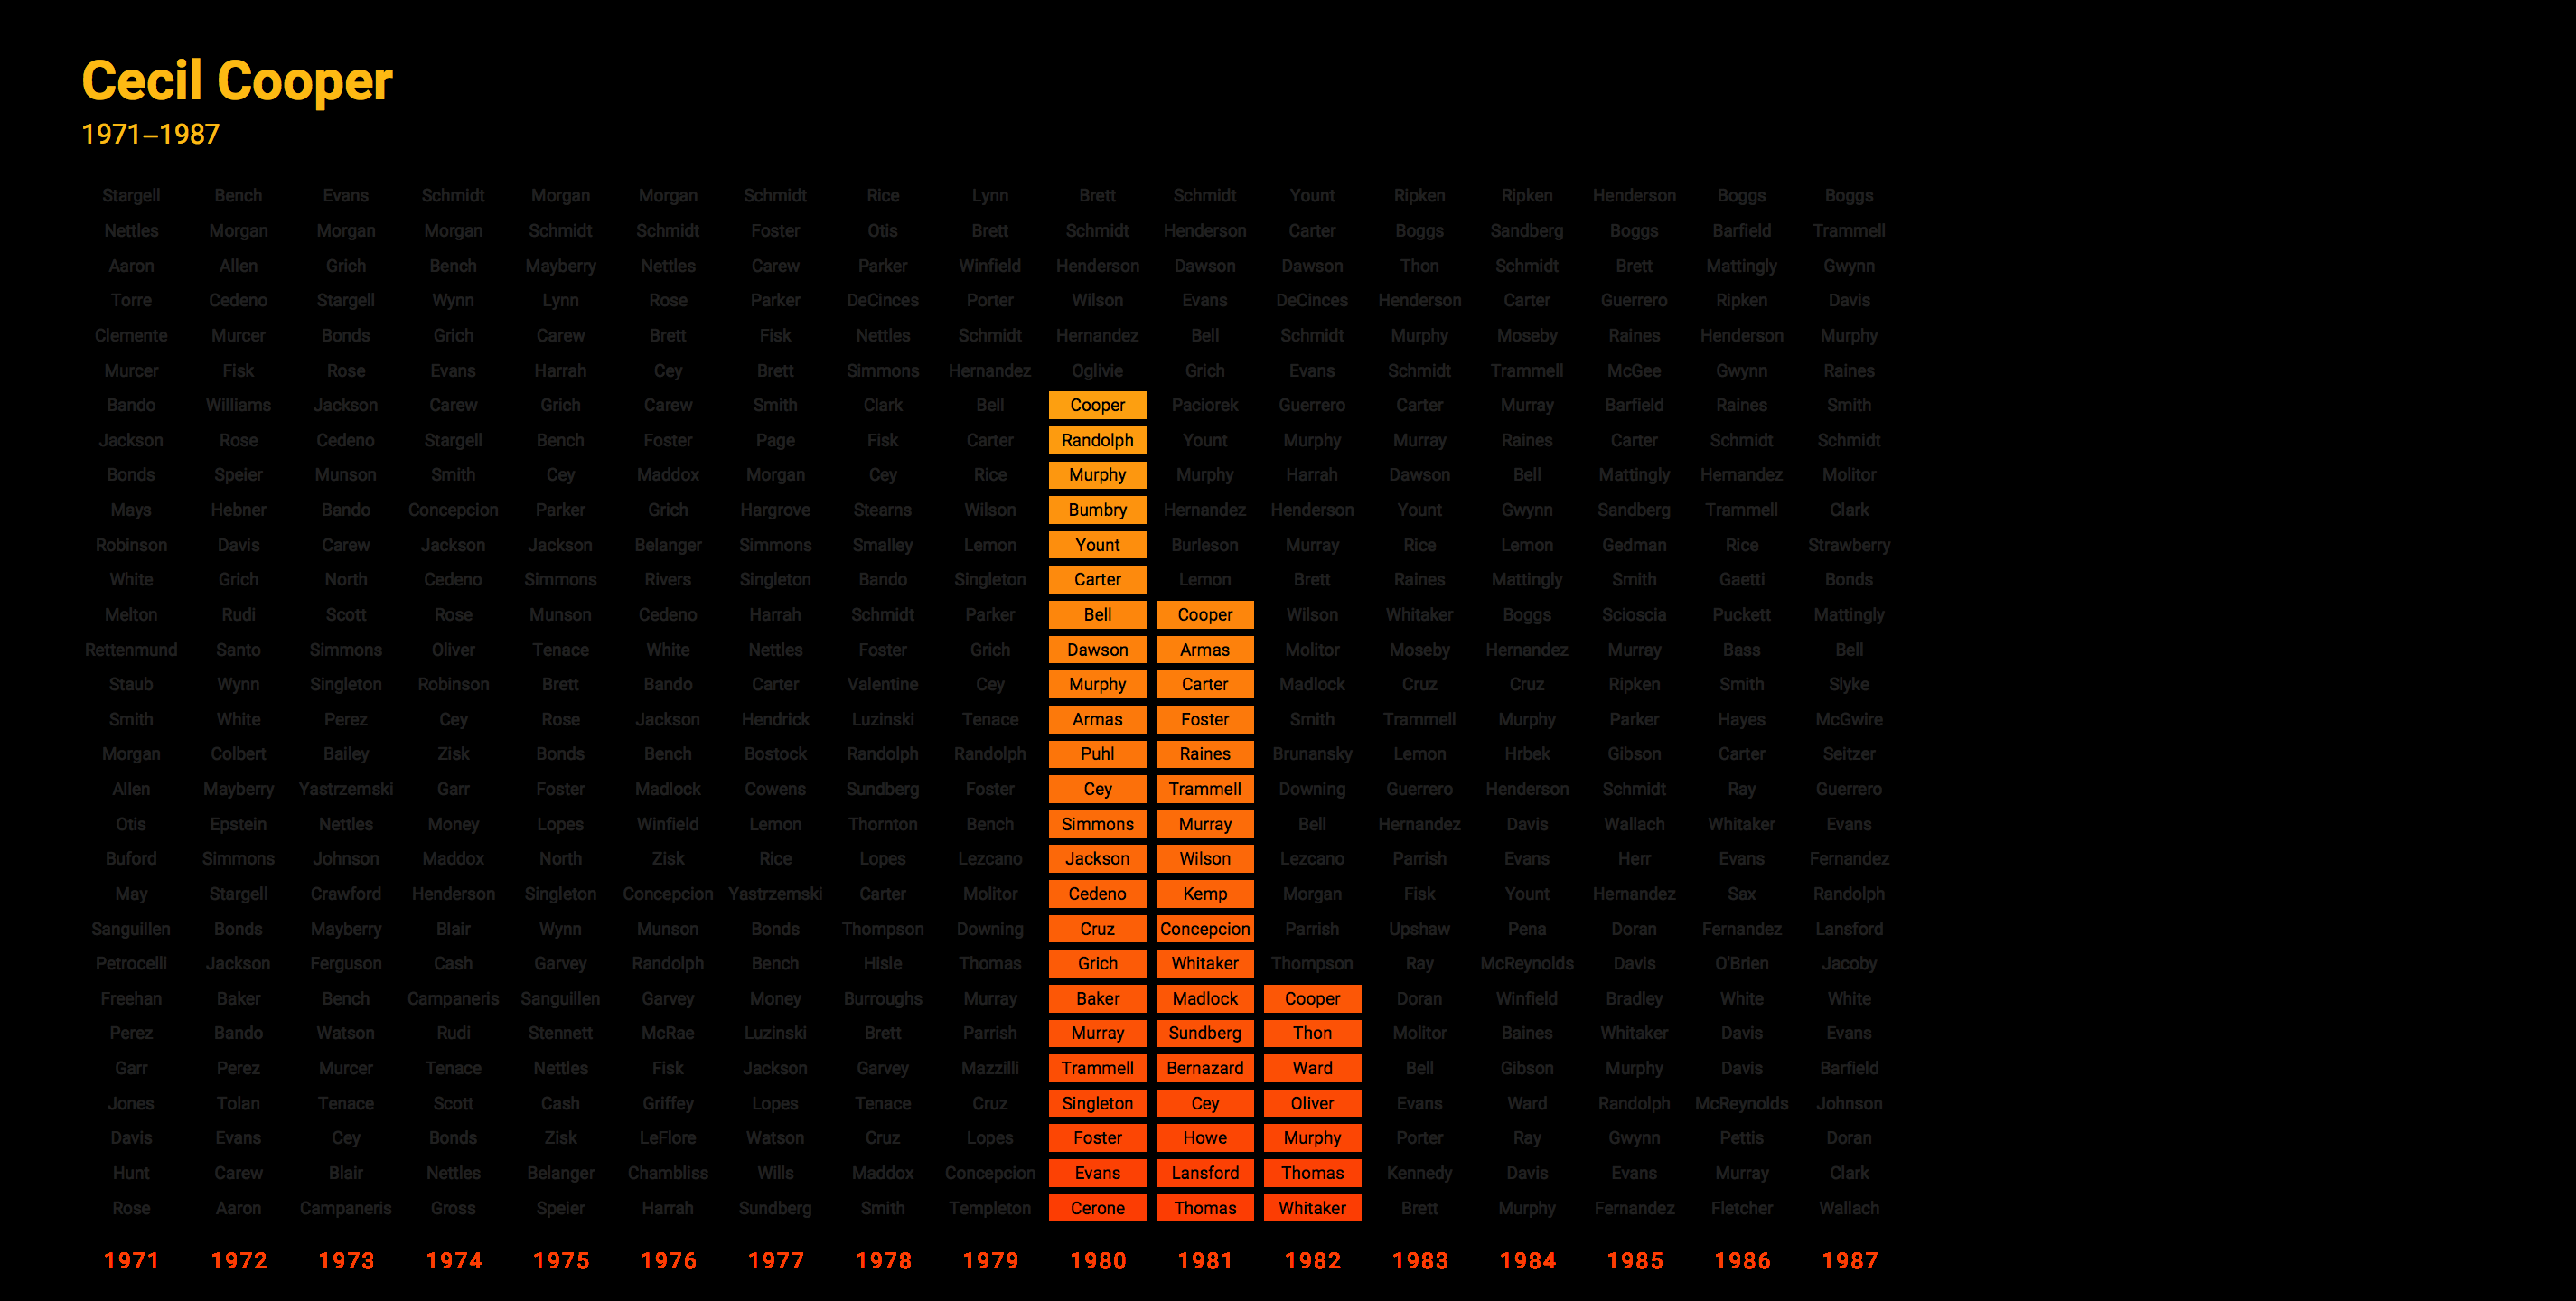 Cecil Cooper
1971–1987
Stargell Bench Evans Schmidt Morgan Morgan Schmidt Rice Lynn Brett Schmidt Yount Ripken Ripken Henderson Boggs Boggs
Nettles Morgan Morgan Morgan Schmidt Schmidt Foster Otis Brett Schmidt Henderson Carter Boggs Sandberg Boggs Barfield Trammell
Aaron Allen Grich Bench Mayberry Nettles Carew Parker Winfield Henderson Dawson Dawson Thon Schmidt Brett Mattingly Gwynn
Torre Cedeno Stargell Wynn Lynn Rose Parker DeCinces Porter Wilson Evans DeCinces Henderson Carter Guerrero Ripken Davis
Clemente Murcer Bonds Grich Carew Brett Fisk Nettles Schmidt Hernandez Bell Schmidt Murphy Moseby Raines Henderson Murphy
Murcer Fisk Rose Evans Harrah Cey Brett Simmons Hernandez Oglivie Grich Evans Schmidt Trammell McGee Gwynn Raines
Bando Williams Jackson Carew Grich Carew Smith Clark Bell Cooper Paciorek Guerrero Carter Murray Barfield Raines Smith
Jackson Rose Cedeno Stargell Bench Foster Page Fisk Carter Randolph Yount Murphy Murray Raines Carter Schmidt Schmidt
Bonds Speier Munson Smith Cey Maddox Morgan Cey Rice Murphy Murphy Harrah Dawson Bell Mattingly Hernandez Molitor
Mays Hebner Bando Concepcion Parker Grich Hargrove Stearns Wilson Bumbry Hernandez Henderson Yount Gwynn Sandberg Trammell Clark
Robinson Davis Carew Jackson Jackson Belanger Simmons Smalley Lemon Yount Burleson Murray Rice Lemon Gedman Rice Strawberry
White Grich North Cedeno Simmons Rivers Singleton Bando Singleton Carter Lemon Brett Raines Mattingly Smith Gaetti Bonds
Melton Rudi Scott Rose Munson Cedeno Harrah Schmidt Parker Bell Cooper Wilson Whitaker Boggs Scioscia Puckett Mattingly
Rettenmund Santo Simmons Oliver Tenace White Nettles Foster Grich Dawson Armas Molitor Moseby Hernandez Murray Bass Bell
Staub Wynn Singleton Robinson Brett Bando Carter Valentine Cey Murphy Carter Madlock Cruz Cruz Ripken Smith Slyke
Smith White Perez Cey Rose Jackson Hendrick Luzinski Tenace Armas Foster Smith Trammell Murphy Parker Hayes McGwire
Morgan Colbert Bailey Zisk Bonds Bench Bostock Randolph Randolph Puhl Raines Brunansky Lemon Hrbek Gibson Carter Seitzer
Allen Mayberry Yastrzemski Garr Foster Madlock Cowens Sundberg Foster Cey Trammell Downing Guerrero Henderson Schmidt Ray Guerrero
Otis Epstein Nettles Money Lopes Winfield Lemon Thornton Bench Simmons Murray Bell Hernandez Davis Wallach Whitaker Evans
Buford Simmons Johnson Maddox North Zisk Rice Lopes Lezcano Jackson Wilson Lezcano Parrish Evans Herr Evans Fernandez
May Stargell Crawford Henderson Singleton Concepcion Yastrzemski Carter Molitor Cedeno Kemp Morgan Fisk Yount Hernandez Sax Randolph
Sanguillen Bonds Mayberry Blair Wynn Munson Bonds Thompson Downing Cruz Concepcion Parrish Upshaw Pena Doran Fernandez Lansford
Petrocelli Jackson Ferguson Cash Garvey Randolph Bench Hisle Thomas Grich Whitaker Thompson Ray McReynolds Davis O'Brien Jacoby
Freehan Baker Bench Campaneris Sanguillen Garvey Money Burroughs Murray Baker Madlock Cooper Doran Winfield Bradley White White
Perez Bando Watson Rudi Stennett McRae Luzinski Brett Parrish Murray Sundberg Thon Molitor Baines Whitaker Davis Evans
Garr Perez Murcer Tenace Nettles Fisk Jackson Garvey Mazzilli Trammell Bernazard Ward Bell Gibson Murphy Davis Barfield
Jones Tolan Tenace Scott Cash Griffey Lopes Tenace Cruz Singleton Cey Oliver Evans Ward Randolph McReynolds Johnson
Davis Evans Cey Bonds Zisk LeFlore Watson Cruz Lopes Foster Howe Murphy Porter Ray Gwynn Pettis Doran
Hunt Carew Blair Nettles Belanger Chambliss Wills Maddox Concepcion Evans Lansford Thomas Kennedy Davis Evans Murray Clark
Rose Aaron Campaneris Gross Speier Harrah Sundberg Smith Templeton Cerone Thomas Whitaker Brett Murphy Fernandez Fletcher Wallach
1971 1972 1973 1974 1975 1976 1977 1978 1979 1980 1981 1982 1983 1984 1985 1986 1987